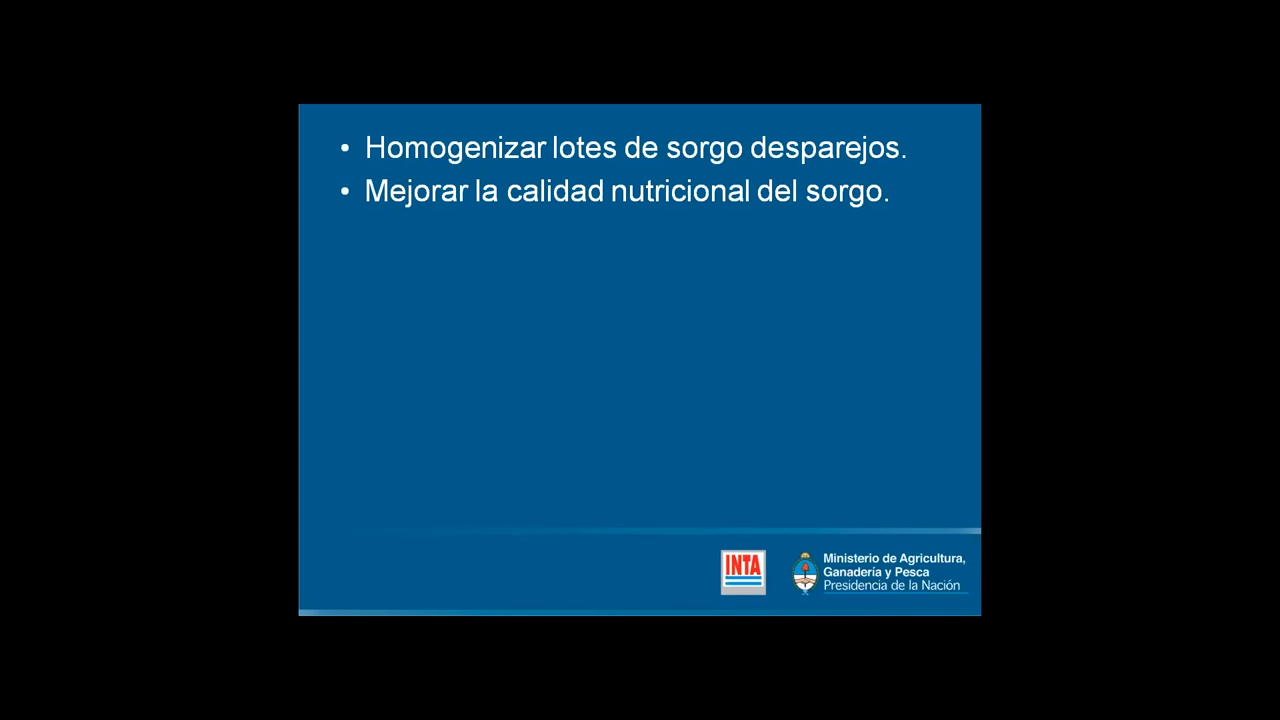 • Homogenizar lotes de sorgo desparejos.
• Mejorar la calidad nutricional del sorgo.
INTA
Ministerio de Agricultura,
Ganadería y Pesca
Presidencia de la Nación